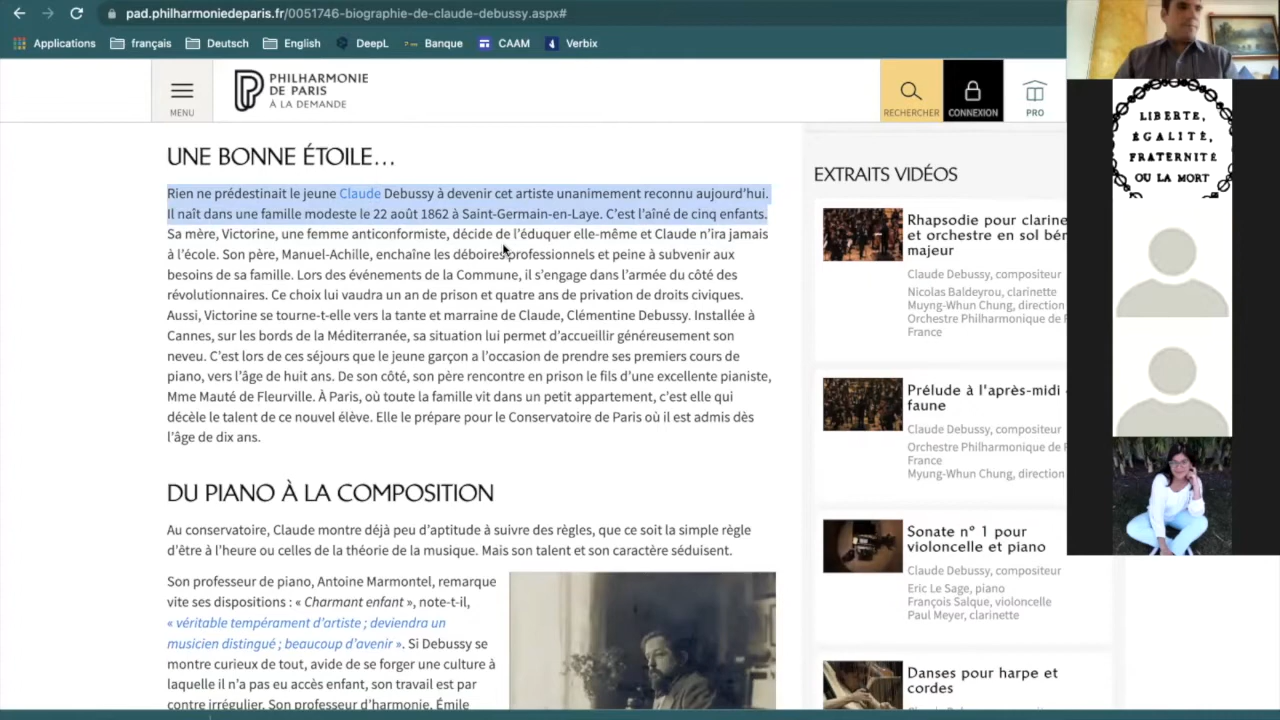 pad.philharmoniedeparis.fr/0051746-biographie-de-claude-debussy.aspx#
Applications français Deutsch English DeepL Banque CAAM Verbix
MENU
PHILHARMONIE
DE PARIS
À LA DEMANDE
RECHERCHER
CONNEXION
PRO
UNE BONNE ÉTOILE…
Rien ne prédestinait le jeune Claude Debussy à devenir cet artiste unanimement reconnu aujourd'hui.
Il naît dans une famille modeste le 22 août 1862 à Saint-Germain-en-Laye. C'est l'aîné de cinq enfants.
Sa mère, Victorine, une femme anticonformiste, décide de l'éduquer elle-même et Claude n'ira jamais
à l'école. Son père, Manuel-Achille, enchaîne les déboires professionnels et peine à subvenir aux
besoins de sa famille. Lors des événements de la Commune, il s'engage dans l'armée du côté des
révolutionnaires. Ce choix lui vaudra un an de prison et quatre ans de privation de droits civiques.
Aussi, Victorine se tourne-t-elle vers la tante et marraine de Claude, Clémentine Debussy. Installée à
Cannes, sur les bords de la Méditerranée, sa situation lui permet d'accueillir généreusement son
neveu. C'est lors de ces séjours que le jeune garçon a l'occasion de prendre ses premiers cours de
piano, vers l'âge de huit ans. De son côté, son père rencontre en prison le fils d'une excellente pianiste,
Mme Mauté de Fleurville. À Paris, où toute la famille vit dans un petit appartement, c'est elle qui
décèle le talent de ce nouvel élève. Elle le prépare pour le Conservatoire de Paris où il est admis dès
l'âge de dix ans.
DU PIANO À LA COMPOSITION
Au conservatoire, Claude montre déjà peu d'aptitude à suivre des règles, que ce soit la simple règle
d'être à l'heure ou celles de la théorie de la musique. Mais son talent et son caractère séduisent.
Son professeur de piano, Antoine Marmontel, remarque
vite ses dispositions : « Charmant enfant », note-t-il,
« véritable tempérament d'artiste ; deviendra un
musicien distingué ; beaucoup d'avenir ». Si Debussy se
montre curieux de tout, avide de se forger une culture à
laquelle il n'a pas eu accès enfant, son travail est par
contre irrégulier. Son professeur d'harmonie, Émile
EXTRAITS VIDÉOS
Rhapsodie pour clarine
et orchestre en sol bém
majeur
Claude Debussy, compositeur
Nicolas Baldeyrou, clarinette
Muyng-Whun Chung, direction
Orchestre Philharmonique de
France
Prélude à l'après-midi
faune
Claude Debussy, compositeur
Orchestre Philharmonique de
France
Myung-Whun Chung, direction
Sonate n° 1 pour
violoncelle et piano
Claude Debussy, compositeur
Eric Le Sage, piano
François Salque, violoncelle
Paul Meyer, clarinette
Danses pour harpe et
cordes
LIBERTE,
ÉGALITÉ,
FRATERNITÉ
OU LA MORT